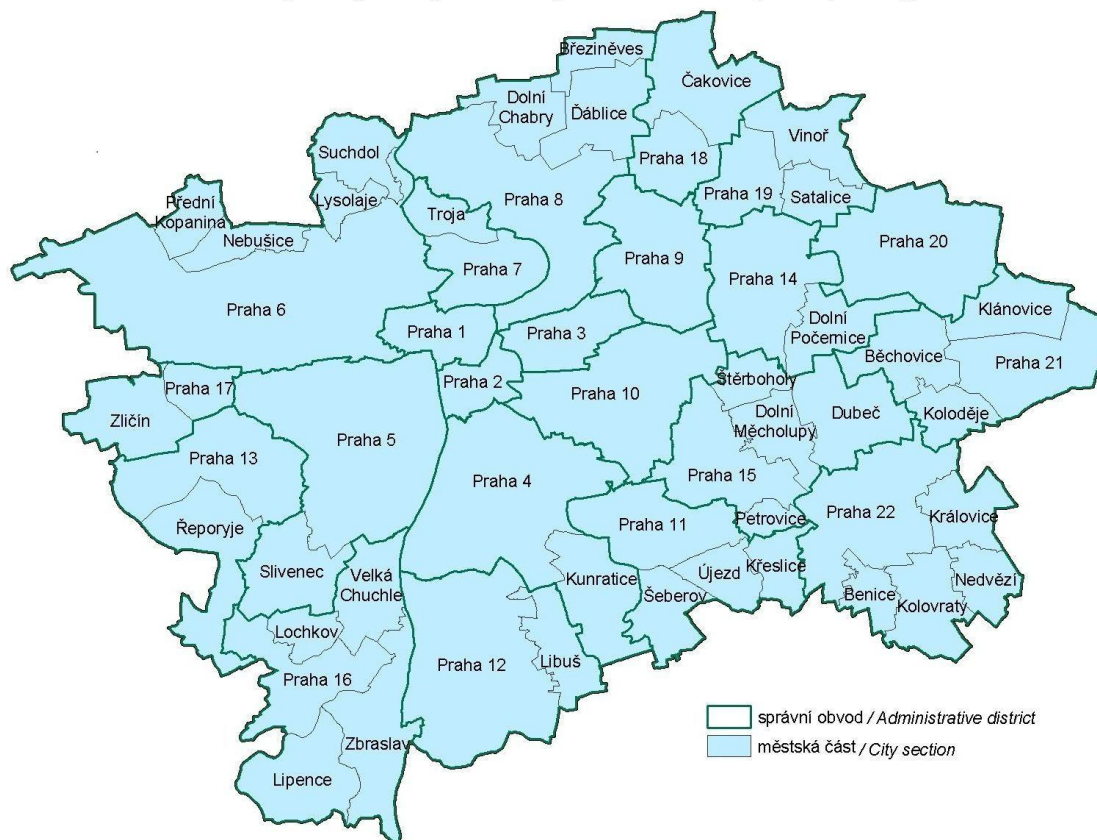 Březiněves
Čakovice
Dolní
Chabry
Ďáblice
Vinoř
Suchdol
Praha 18
Lysolaje
Přední
Kopanina
Troja
Praha 8
Praha 19
Satalice
Nebušice
Praha 7
Praha 9
Praha 20
Praha 14
Praha 6
Klánovice
Praha 1
Praha 3
Dolní
Počernice
Běchovice
Praha 21
Praha 17
Praha 2
Štěrboholy
Praha 10
Zličín
Dolní
Měcholupy
Dubeč
Koloděje
Praha 5
Praha 13
Praha 4
Praha 15
Řeporyje
Praha 11
Petrovice
Praha 22
Královice
Slivenec
Velká
Chuchle
Kunratice
Šeberov
Újezd
Křeslice
Benice
Kolovraty
Nedvězí
Lochkov
Praha 12
Libuš
Praha 16
Zbraslav
Lipence
správní obvod / Administrative district
městská část / City section